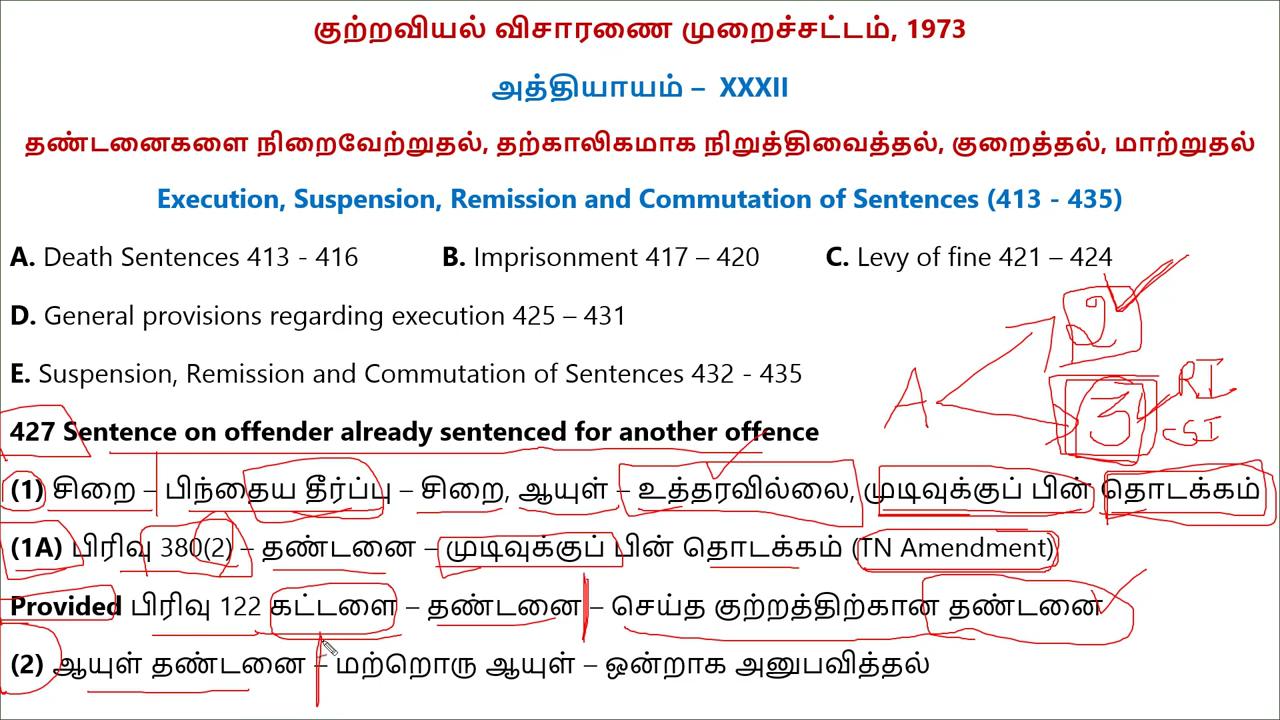 குற்றவியல் விசாரணை முறைச்சட்டம், 1973
அத்தியாயம் – XXXII
தண்டனைகளை நிறைவேற்றுதல், தற்காலிகமாக நிறுத்திவைத்தல், குறைத்தல், மாற்றுதல்
Execution, Suspension, Remission and Commutation of Sentences (413 - 435)
A. Death Sentences 413 - 416 B. Imprisonment 417 – 420 C. Levy of fine 421 – 424
D. General provisions regarding execution 425 – 431
2
E. Suspension, Remission and Commutation of Sentences 432 - 435
A 3 RI
SI
427 Sentence on offender already sentenced for another offence
(1) சிறை – பிந்தைய தீர்ப்பு – சிறை, ஆயுள் – உத்தரவில்லை, முடிவுக்குப் பின் தொடக்கம்
(1A) பிரிவு 380(2) – தண்டனை – முடிவுக்குப் பின் தொடக்கம் (TN Amendment)
Provided பிரிவு 122 கட்டளை – தண்டனை – செய்த குற்றத்திற்கான தண்டனை
(2) ஆயுள் தண்டனை – மற்றொரு ஆயுள் – ஒன்றாக அனுபவித்தல்